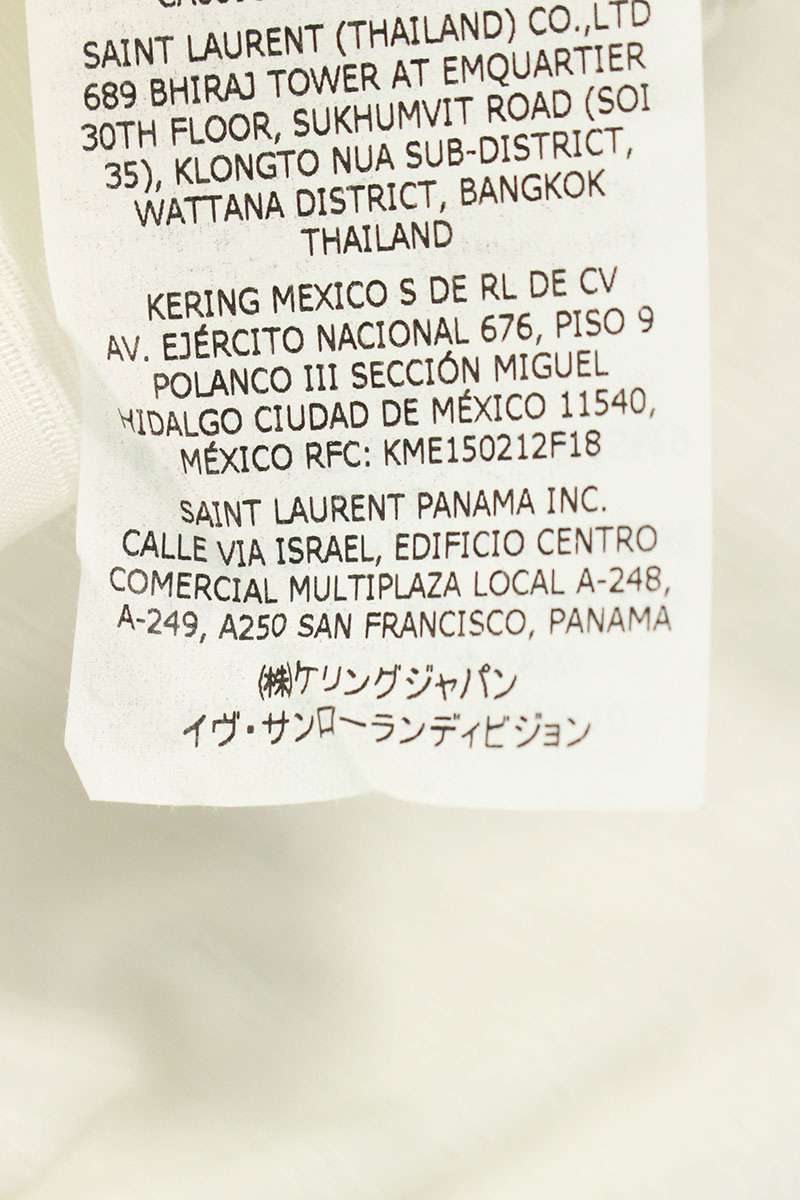 SAINT LAURENT (THAILAND) CO.,LTD
689 BHIRAJ TOWER AT EMQUARTIER
30TH FLOOR, SUKHUMVIT ROAD (SOI
35), KLONGTO NUA SUB-DISTRICT,
WATTANA DISTRICT, BANGKOK
THAILAND
KERING MEXICO S DE RL DE CV
AV. EJÉRCITO NACIONAL 676, PISO 9
POLANCO III SECCIÓN MIGUEL
HIDALGO CIUDAD DE MÉXICO 11540,
MÉXICO RFC: KME150212F18
SAINT LAURENT PANAMA INC.
CALLE VIA ISRAEL, EDIFICIO CENTRO
COMERCIAL MULTIPLAZA LOCAL A-248,
A-249, A250 SAN FRANCISCO, PANAMA
(株)ケリングジャパン
イヴ・サンローランディビジョン